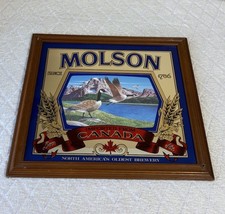 MOLSON
SINCE 1786
CANADA
NORTH AMERICA'S OLDEST BREWERY